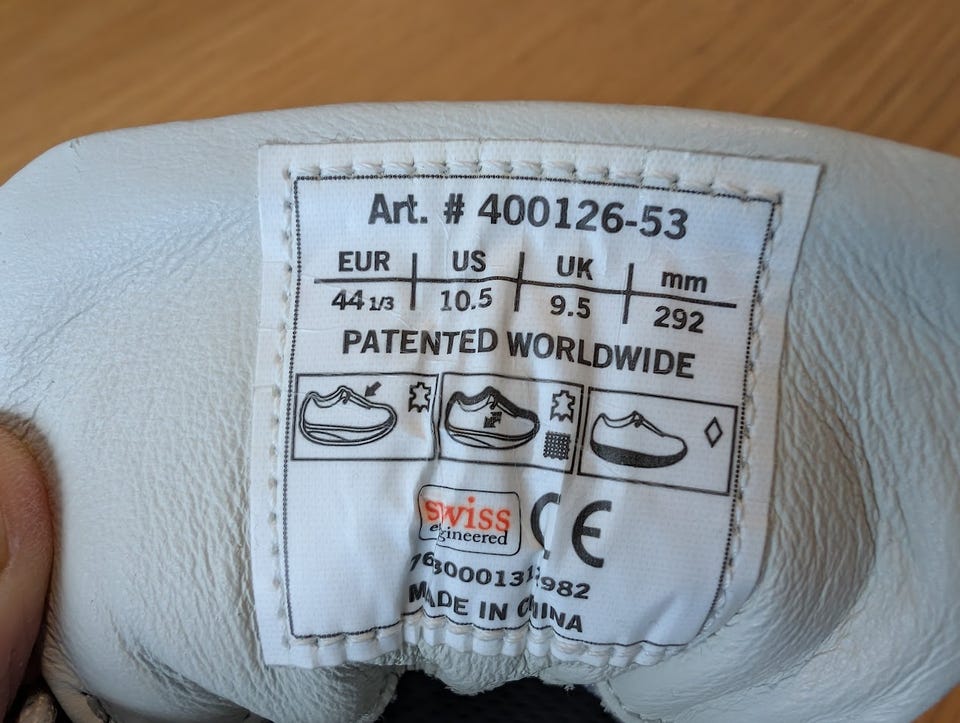 Art. # 400126-53
EUR | US | UK | mm
44 1/3 | 10.5 | 9.5 | 292
PATENTED WORLDWIDE
swiss
engineered
CE
MADE IN CHINA